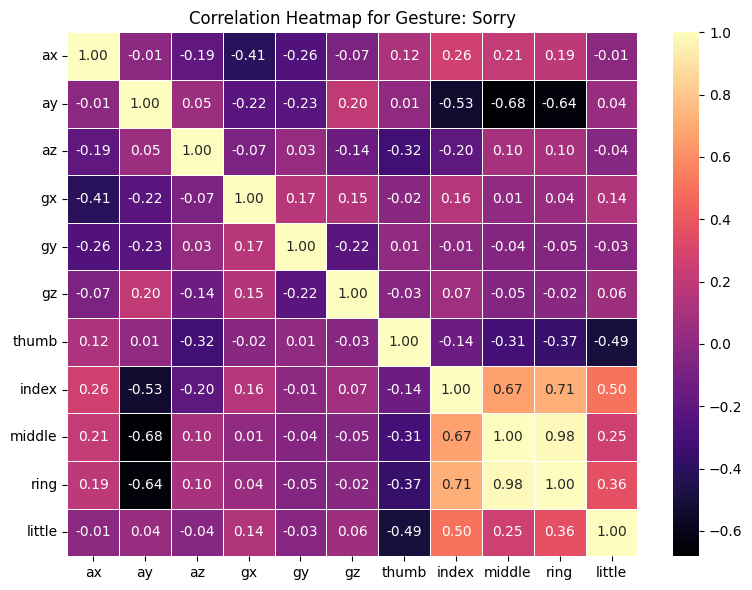 Correlation Heatmap for Gesture: Sorry
ax 1.00 -0.01 -0.19 -0.41 -0.26 -0.07 0.12 0.26 0.21 0.19 -0.01
ay -0.01 1.00 0.05 -0.22 -0.23 0.20 0.01 -0.53 -0.68 -0.64 0.04
az -0.19 0.05 1.00 -0.07 0.03 -0.14 -0.32 -0.20 0.10 0.10 -0.04
gx -0.41 -0.22 -0.07 1.00 0.17 0.15 -0.02 0.16 0.01 0.04 0.14
gy -0.26 -0.23 0.03 0.17 1.00 -0.22 0.01 -0.01 -0.04 -0.05 -0.03
gz -0.07 0.20 -0.14 0.15 -0.22 1.00 -0.03 0.07 -0.05 -0.02 0.06
thumb 0.12 0.01 -0.32 -0.02 0.01 -0.03 1.00 -0.14 -0.31 -0.37 -0.49
index 0.26 -0.53 -0.20 0.16 -0.01 0.07 -0.14 1.00 0.67 0.71 0.50
middle 0.21 -0.68 0.10 0.01 -0.04 -0.05 -0.31 0.67 1.00 0.98 0.25
ring 0.19 -0.64 0.10 0.04 -0.05 -0.02 -0.37 0.71 0.98 1.00 0.36
little -0.01 0.04 -0.04 0.14 -0.03 0.06 -0.49 0.50 0.25 0.36 1.00
ax ay az gx gy gz thumb index middle ring little
1.0
0.8
0.6
0.4
0.2
0.0
−0.2
−0.4
−0.6